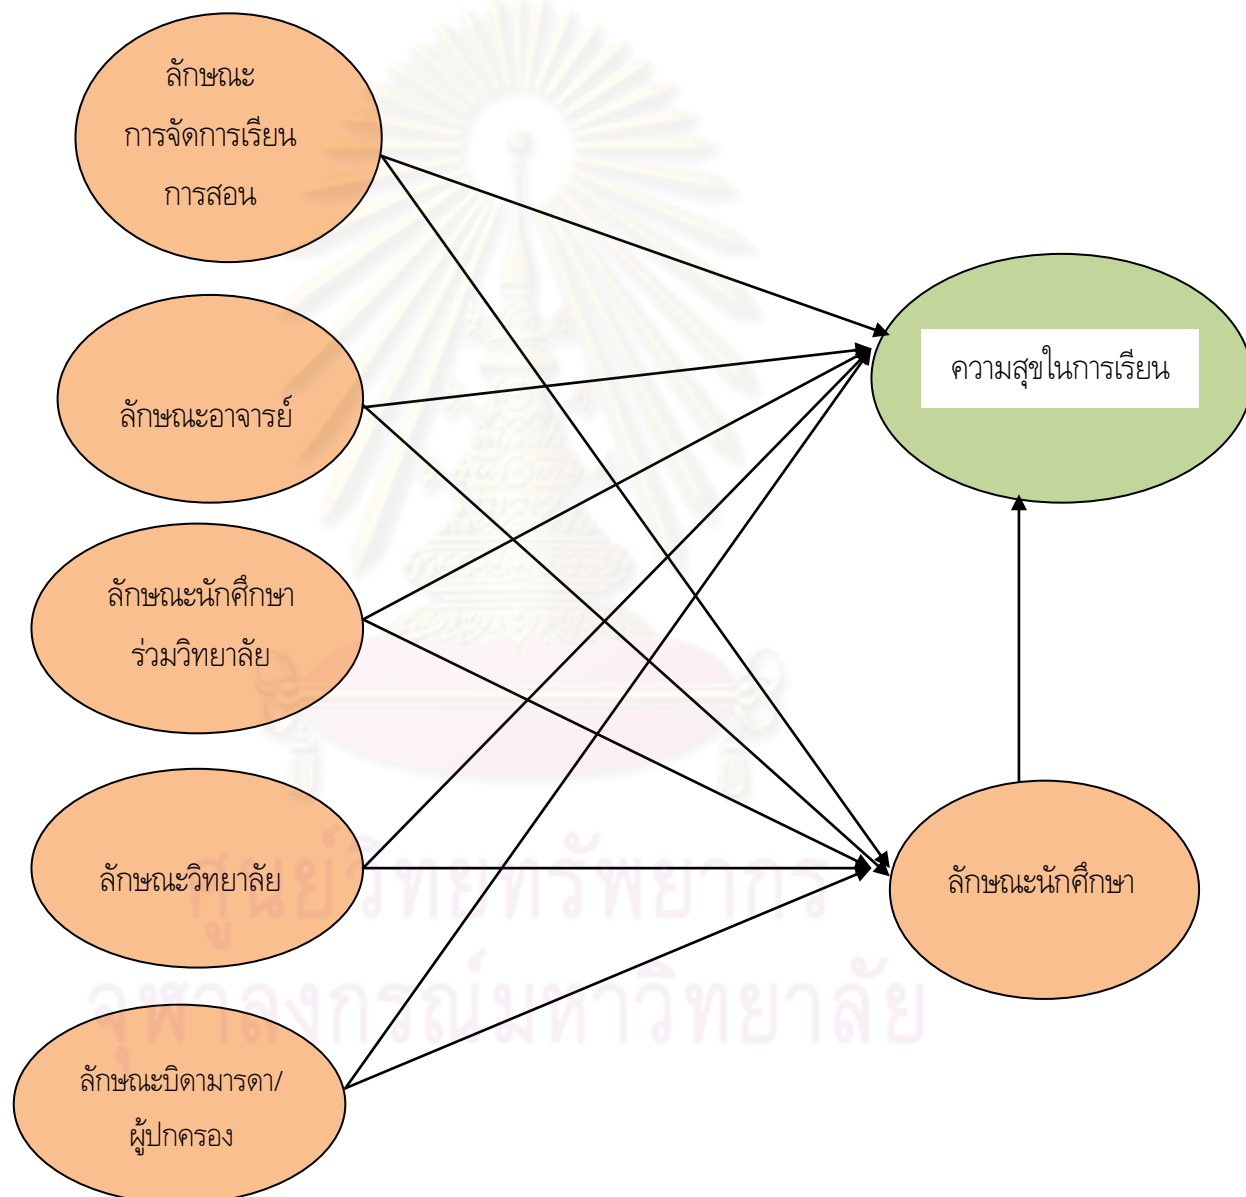 ลักษณะ
การจัดการเรียน
การสอน
ความสุขในการเรียน
ลักษณะอาจารย์
ลักษณะนักศึกษา
ร่วมวิทยาลัย
ลักษณะวิทยาลัย
ลักษณะนักศึกษา
ลักษณะบิดามารดา/
ผู้ปกครอง
ศูนย์วิทยทรัพยากร
จุฬาลงกรณ์มหาวิทยาลัย